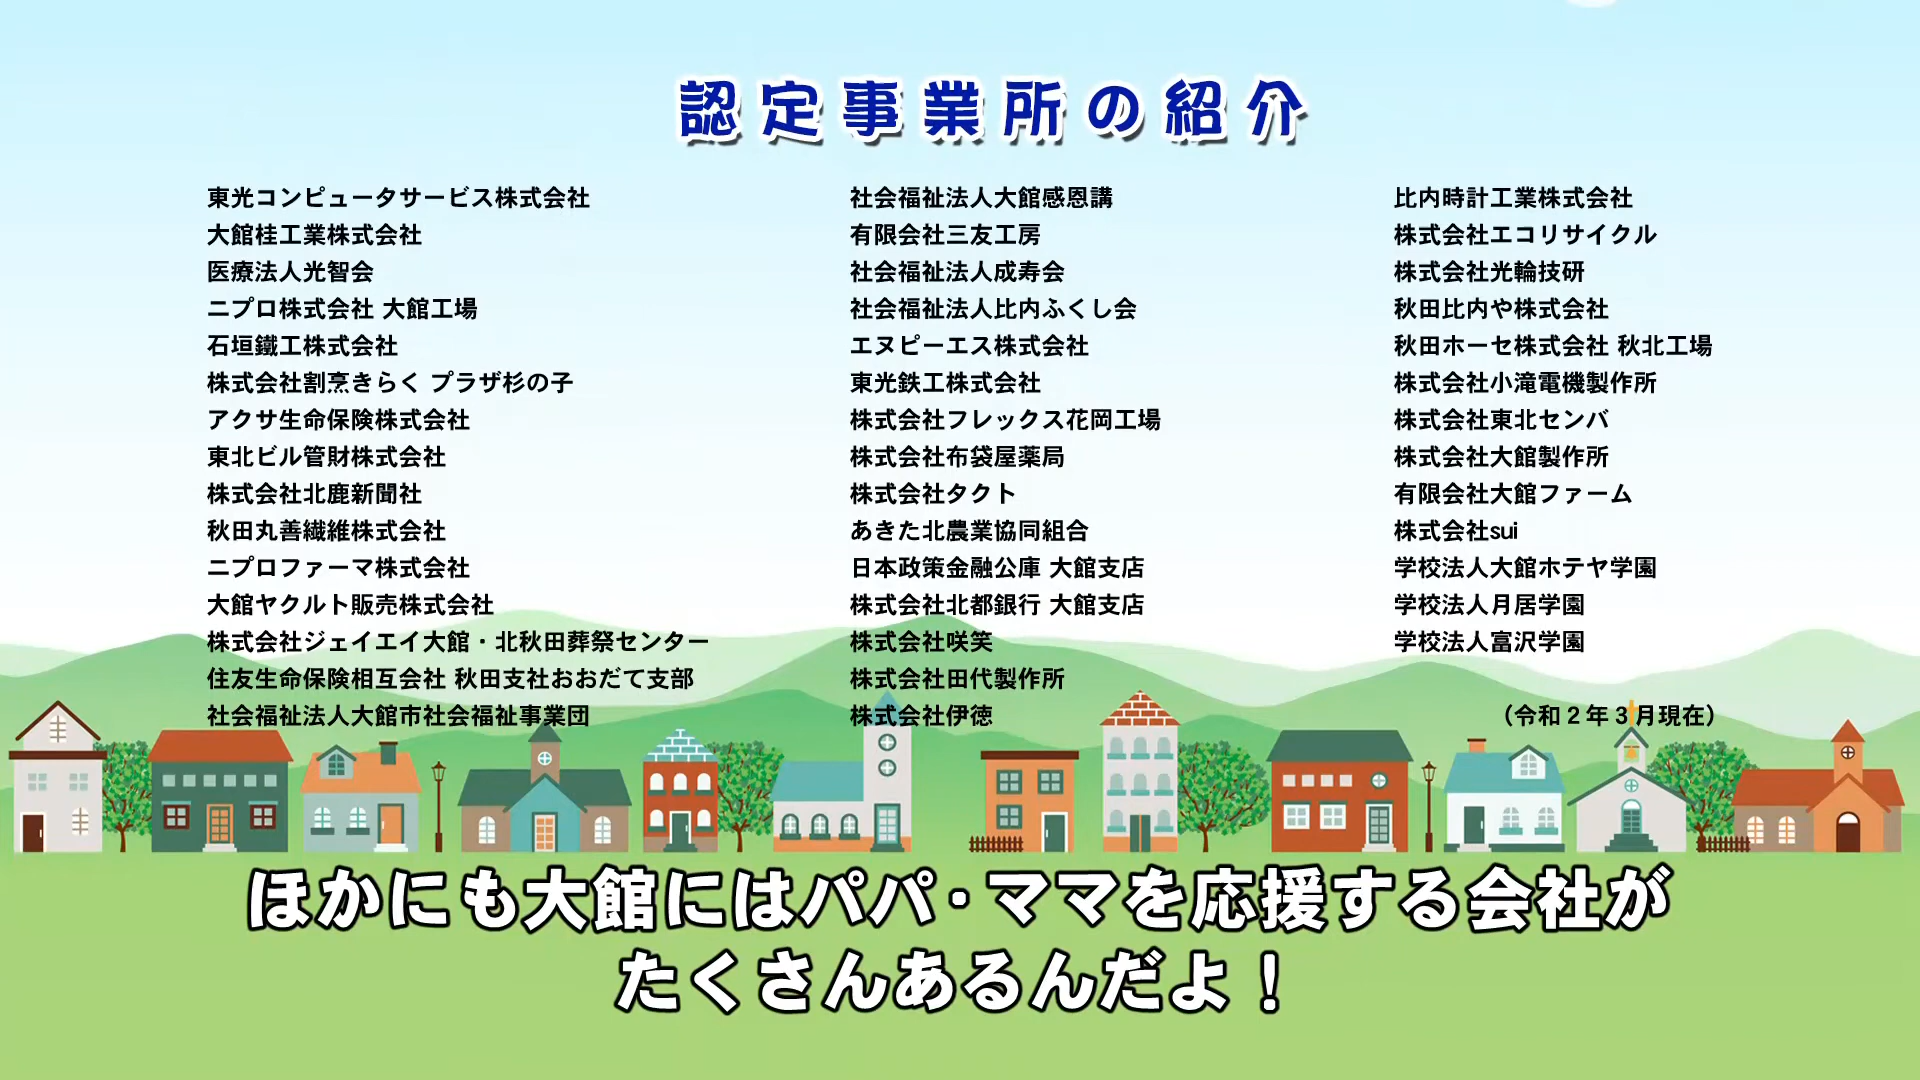 認定事業所の紹介
東光コンピュータサービス株式会社
大館桂工業株式会社
医療法人光智会
ニプロ株式会社 大館工場
石垣鐵工株式会社
株式会社割烹きらく プラザ杉の子
アクサ生命保険株式会社
東北ビル管財株式会社
株式会社北鹿新聞社
秋田丸善繊維株式会社
ニプロファーマ株式会社
大館ヤクルト販売株式会社
株式会社ジェイエイ大館・北秋田葬祭センター
住友生命保険相互会社 秋田支社おおだて支部
社会福祉法人大館市社会福祉事業団
社会福祉法人大館感恩講
有限会社三友工房
社会福祉法人成寿会
社会福祉法人比内ふくし会
エヌピーエス株式会社
東光鉄工株式会社
株式会社フレックス花岡工場
株式会社布袋屋薬局
株式会社タクト
あきた北農業協同組合
日本政策金融公庫 大館支店
株式会社北都銀行 大館支店
株式会社咲笑
株式会社田代製作所
株式会社伊徳
比内時計工業株式会社
株式会社エコリサイクル
株式会社光輪技研
秋田比内や株式会社
秋田ホーセ株式会社 秋北工場
株式会社小滝電機製作所
株式会社東北センバ
株式会社大館製作所
有限会社大館ファーム
株式会社sui
学校法人大館ホテヤ学園
学校法人月居学園
学校法人富沢学園
（令和２年３月現在）
ほかにも大館にはパパ・ママを応援する会社が
たくさんあるんだよ！